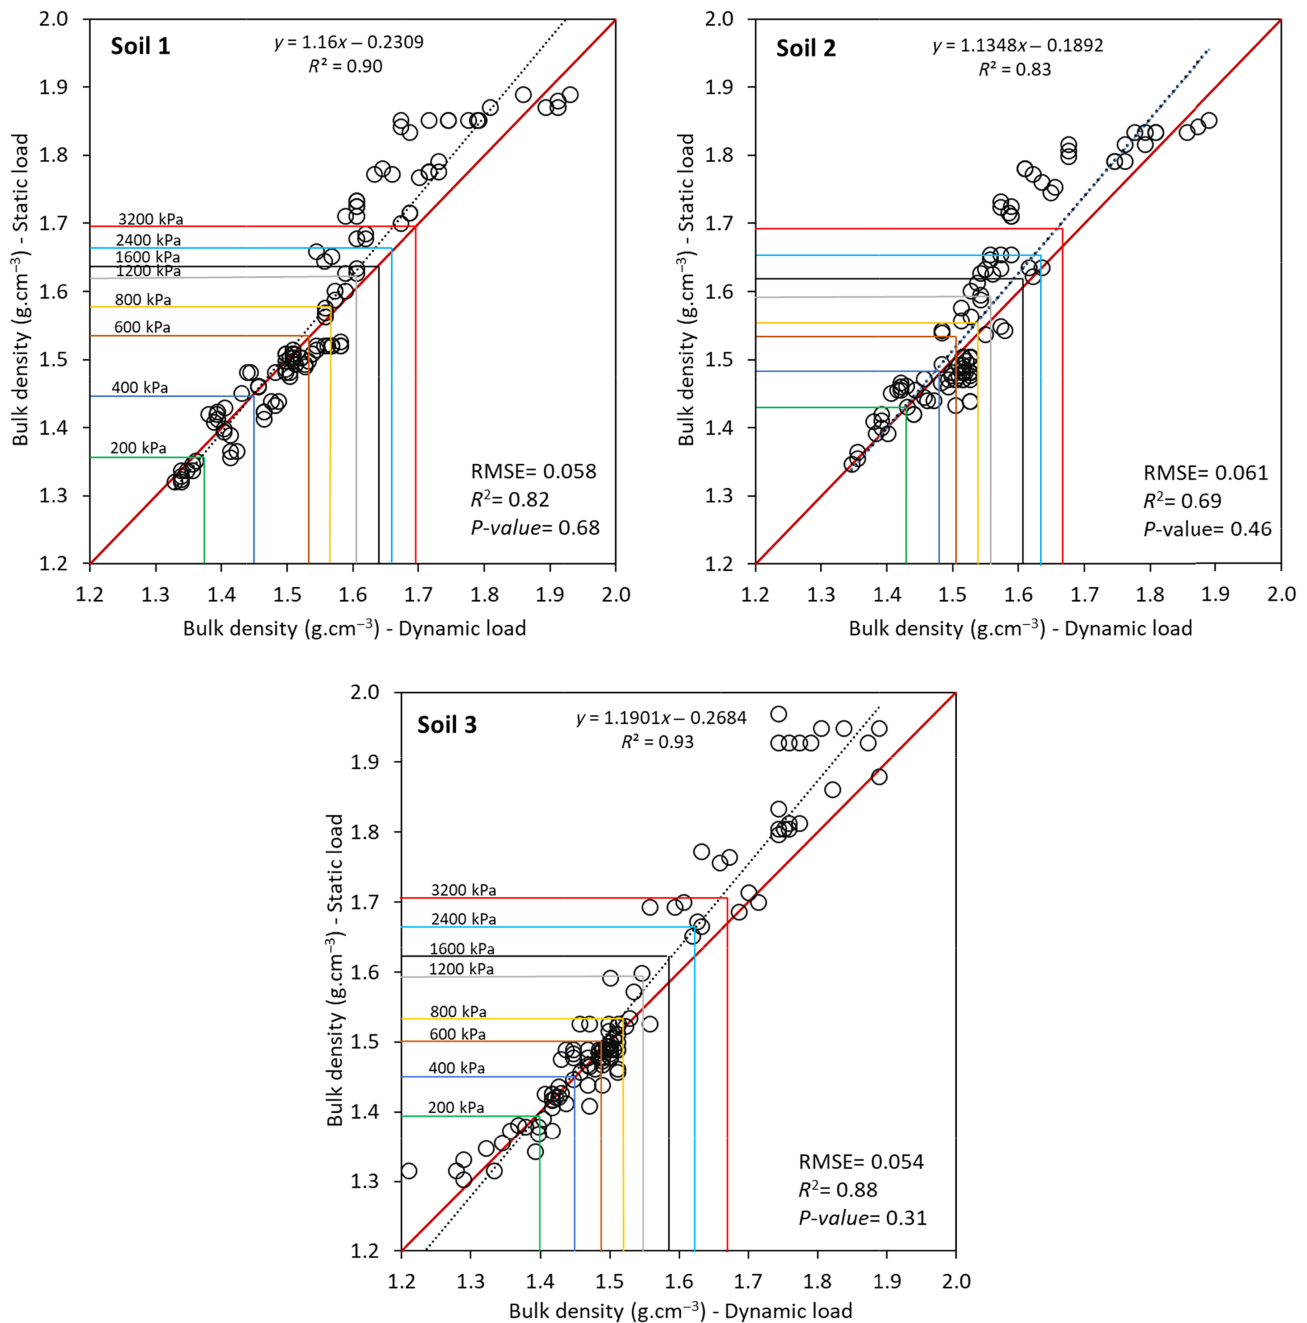 Soil 1
y = 1.16x − 0.2309
R² = 0.90
2.0
1.9
1.8
1.7
1.6
1.5
1.4
1.3
1.2
Bulk density (g.cm−3) - Static load
3200 kPa
2400 kPa
1600 kPa
1200 kPa
800 kPa
600 kPa
400 kPa
200 kPa
RMSE= 0.058
R2= 0.82
P-value= 0.68
1.2 1.3 1.4 1.5 1.6 1.7 1.8 1.9 2.0
Bulk density (g.cm−3) - Dynamic load
Soil 2
y = 1.1348x − 0.1892
R² = 0.83
2.0
1.9
1.8
1.7
1.6
1.5
1.4
1.3
1.2
Bulk density (g.cm−3) - Static load
RMSE= 0.061
R2= 0.69
P-value= 0.46
1.2 1.3 1.4 1.5 1.6 1.7 1.8 1.9 2.0
Bulk density (g.cm−3) - Dynamic load
Soil 3
y = 1.1901x − 0.2684
R² = 0.93
2.0
1.9
1.8
1.7
1.6
1.5
1.4
1.3
1.2
Bulk density (g.cm−3) - Static load
3200 kPa
2400 kPa
1600 kPa
1200 kPa
800 kPa
600 kPa
400 kPa
200 kPa
RMSE= 0.054
R2= 0.88
P-value= 0.31
1.2 1.3 1.4 1.5 1.6 1.7 1.8 1.9 2.0
Bulk density (g.cm−3) - Dynamic load